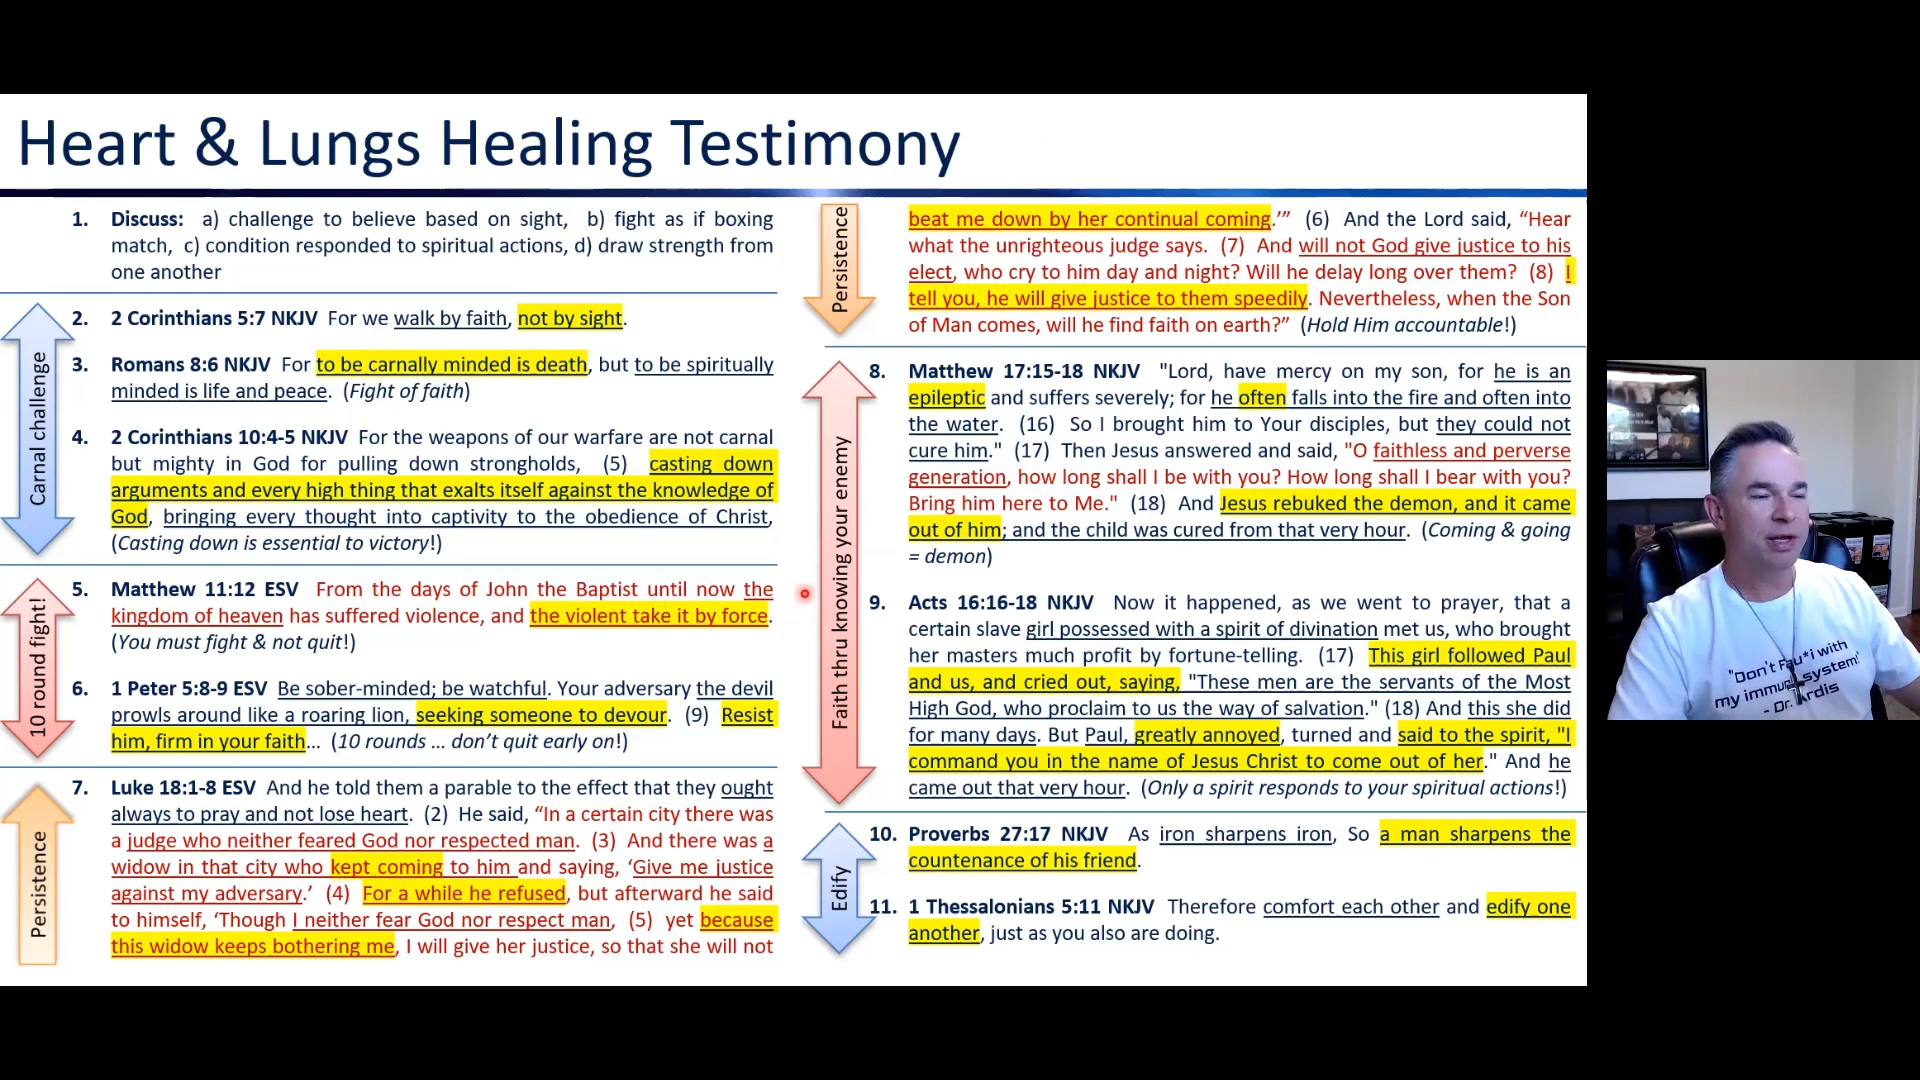 Heart & Lungs Healing Testimony
1. Discuss: a) challenge to believe based on sight, b) fight as if boxing
match, c) condition responded to spiritual actions, d) draw strength from
one another
Carnal challenge
2. 2 Corinthians 5:7 NKJV For we walk by faith, not by sight.
3. Romans 8:6 NKJV For to be carnally minded is death, but to be spiritually
minded is life and peace. (Fight of faith)
4. 2 Corinthians 10:4-5 NKJV For the weapons of our warfare are not carnal
but mighty in God for pulling down strongholds, (5) casting down
arguments and every high thing that exalts itself against the knowledge of
God, bringing every thought into captivity to the obedience of Christ,
(Casting down is essential to victory!)
10 round fight!
5. Matthew 11:12 ESV From the days of John the Baptist until now the
kingdom of heaven has suffered violence, and the violent take it by force.
(You must fight & not quit!)
6. 1 Peter 5:8-9 ESV Be sober-minded; be watchful. Your adversary the devil
prowls around like a roaring lion, seeking someone to devour. (9) Resist
him, firm in your faith… (10 rounds … don't quit early on!)
Persistence
7. Luke 18:1-8 ESV And he told them a parable to the effect that they ought
always to pray and not lose heart. (2) He said, “In a certain city there was
a judge who neither feared God nor respected man. (3) And there was a
widow in that city who kept coming to him and saying, ‘Give me justice
against my adversary.’ (4) For a while he refused, but afterward he said
to himself, ‘Though I neither fear God nor respect man, (5) yet because
this widow keeps bothering me, I will give her justice, so that she will not
Persistence
beat me down by her continual coming.’” (6) And the Lord said, “Hear
what the unrighteous judge says. (7) And will not God give justice to his
elect, who cry to him day and night? Will he delay long over them? (8) I
tell you, he will give justice to them speedily. Nevertheless, when the Son
of Man comes, will he find faith on earth?” (Hold Him accountable!)
Faith thru knowing your enemy
8. Matthew 17:15-18 NKJV "Lord, have mercy on my son, for he is an
epileptic and suffers severely; for he often falls into the fire and often into
the water. (16) So I brought him to Your disciples, but they could not
cure him." (17) Then Jesus answered and said, "O faithless and perverse
generation, how long shall I be with you? How long shall I bear with you?
Bring him here to Me." (18) And Jesus rebuked the demon, and it came
out of him; and the child was cured from that very hour. (Coming & going
= demon)
9. Acts 16:16-18 NKJV Now it happened, as we went to prayer, that a
certain slave girl possessed with a spirit of divination met us, who brought
her masters much profit by fortune-telling. (17) This girl followed Paul
and us, and cried out, saying, "These men are the servants of the Most
High God, who proclaim to us the way of salvation." (18) And this she did
for many days. But Paul, greatly annoyed, turned and said to the spirit, "I
command you in the name of Jesus Christ to come out of her." And he
came out that very hour. (Only a spirit responds to your spiritual actions!)
Edify
10. Proverbs 27:17 NKJV As iron sharpens iron, So a man sharpens the
countenance of his friend.
11. 1 Thessalonians 5:11 NKJV Therefore comfort each other and edify one
another, just as you also are doing.
"Don't Fau*i with
my immune system!"
- Dr. Ardis